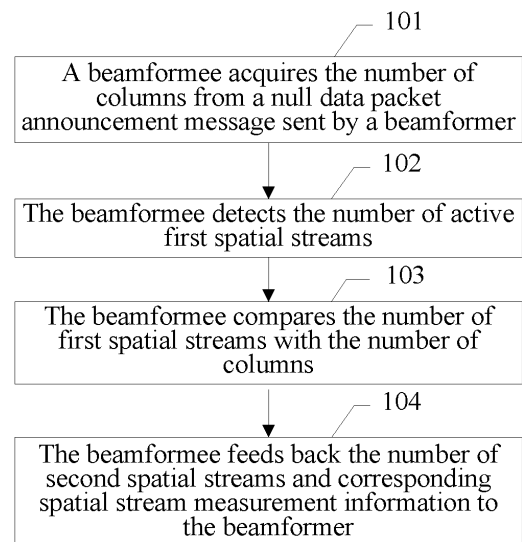 101
A beamformee acquires the number of
columns from a null data packet
announcement message sent by a beamformer
102
The beamformee detects the number of active
first spatial streams
103
The beamformee compares the number of
first spatial streams with the number of
columns
104
The beamformee feeds back the number of
second spatial streams and corresponding
spatial stream measurement information to
the beamformer